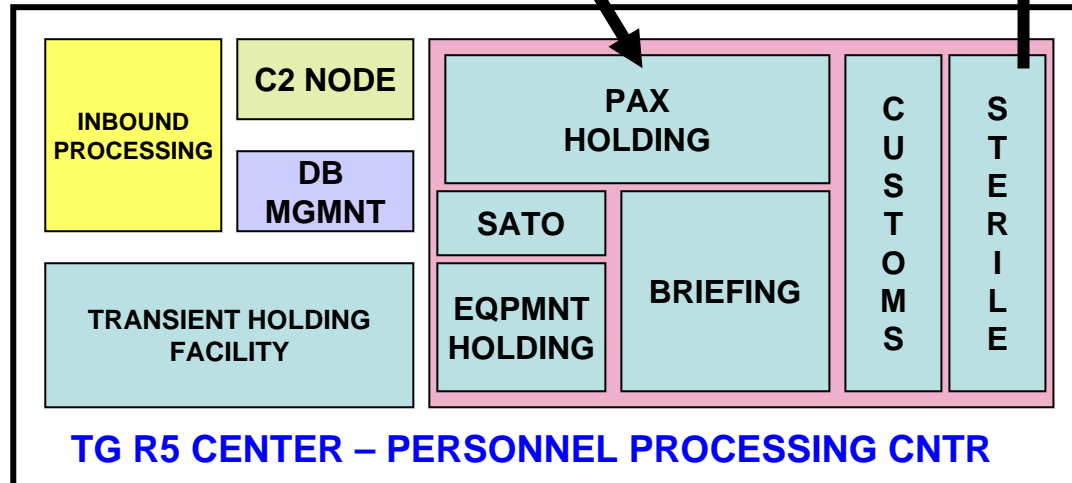 INBOUND
PROCESSING
C2 NODE
DB
MGMNT
TRANSIENT HOLDING
FACILITY
PAX
HOLDING
SATO
EQPMNT
HOLDING
BRIEFING
CUSTOMS
STERILE
TG R5 CENTER – PERSONNEL PROCESSING CNTR